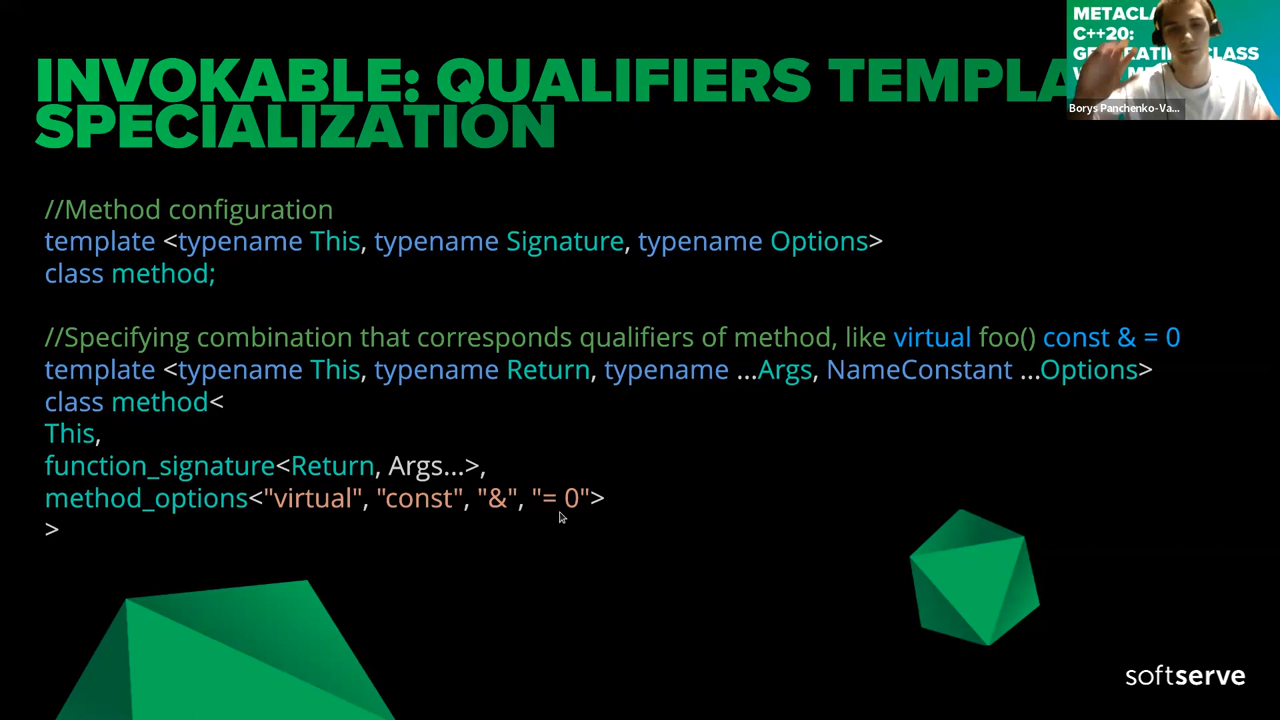 INVOKABLE: QUALIFIERS TEMPLA
SPECIALIZATION
METACLA
C++20:
CLASS
Borys Panchenko-Va...
//Method configuration
template <typename This, typename Signature, typename Options>
class method;
//Specifying combination that corresponds qualifiers of method, like virtual foo() const & = 0
template <typename This, typename Return, typename ...Args, NameConstant ...Options>
class method<
This,
function_signature<Return, Args...>,
method_options<"virtual", "const", "&", "= 0">
>
softserve